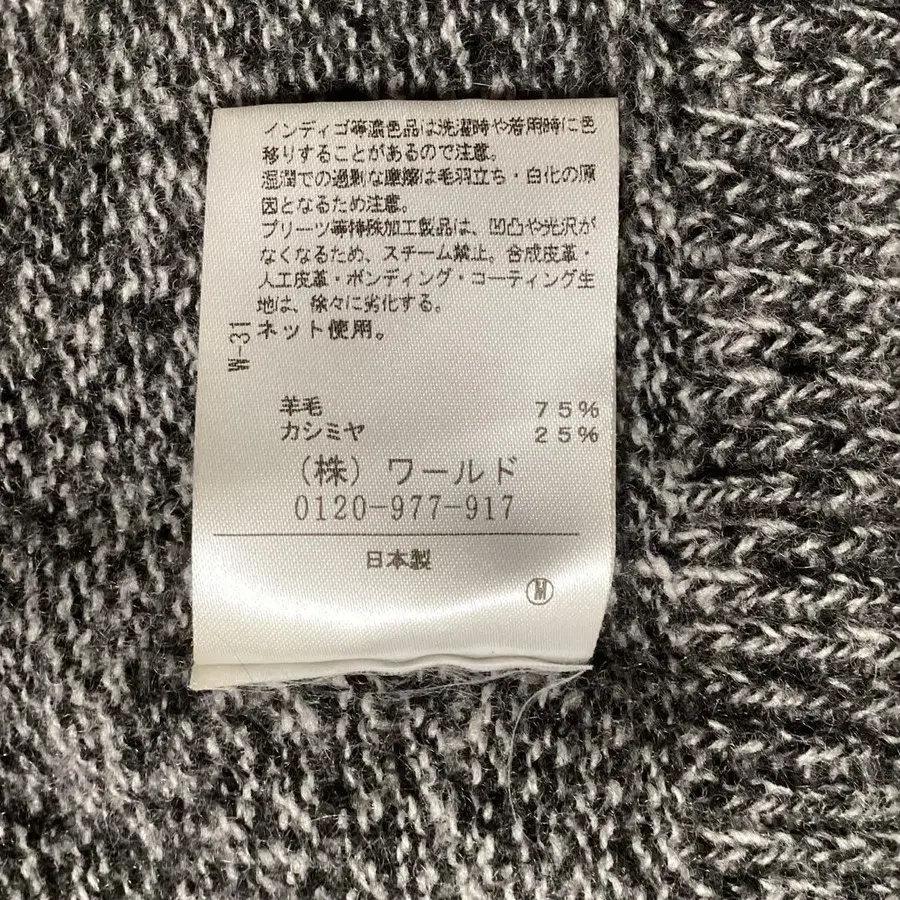 インディゴ等濃色品は洗濯時や着用時に色
移りすることがあるので注意。
湿潤での過剰な摩擦は毛羽立ち・白化の原
因となるため注意。
プリーツ等特殊加工製品は、凹凸や光沢が
なくなるため、スチーム禁止。合成皮革・
人工皮革・ボンディング・コーティング生
地は、徐々に劣化する。
ネット使用。
W-31
羊毛 75%
カシミヤ 25%
(株) ワールド
0120-977-917
日本製
M